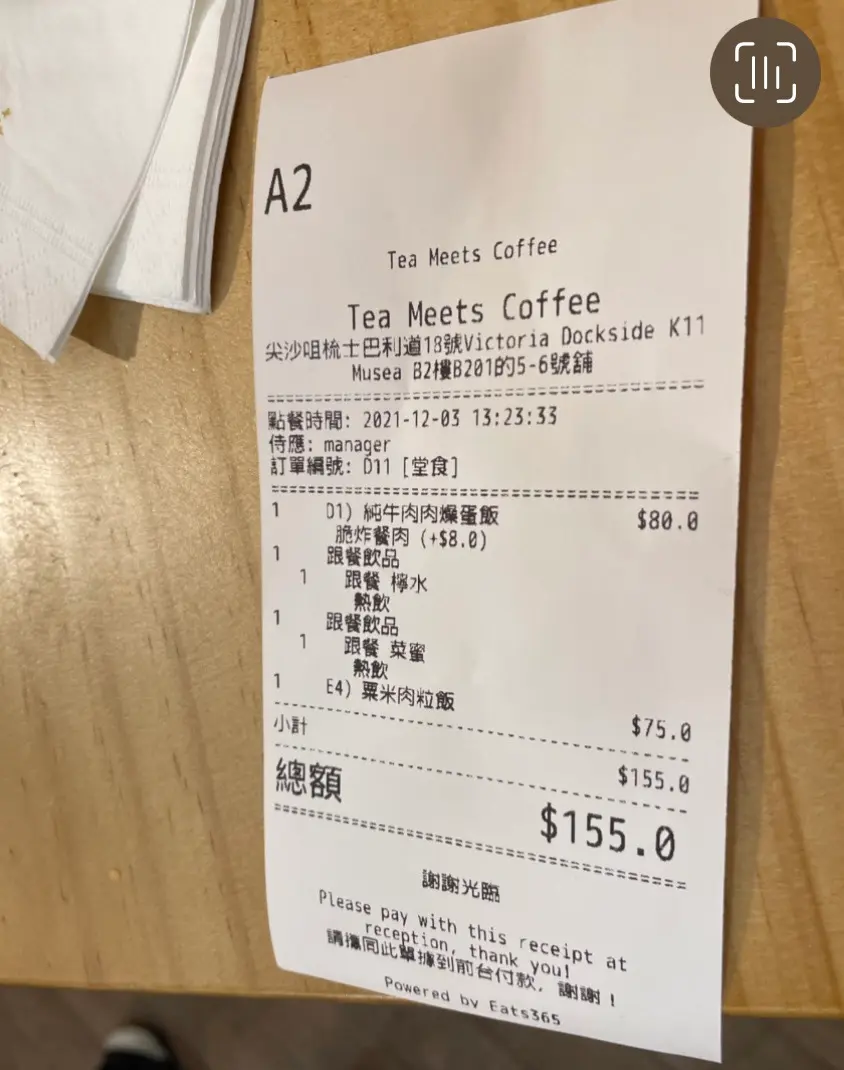 A2
Tea Meets Coffee
Tea Meets Coffee
尖沙咀梳士巴利道18號Victoria Dockside K11
Musea B2樓B201的5-6號舖
點餐時間: 2021-12-03 13:23:33
侍應: manager
訂單編號: D11 [堂食]
1 D1) 純牛肉肉燥蛋飯 $80.0
脆炸餐肉 (+$8.0)
1 跟餐飲品
1 跟餐 檸水
熱飲
1 跟餐飲品
1 跟餐 菜蜜
熱飲
1 E4) 粟米肉粒飯 $75.0
小計 $155.0
總額 $155.0
謝謝光臨
Please pay with this receipt at
reception, thank you!
請攜同此單據到前台付款, 謝謝!
Powered by Eats365